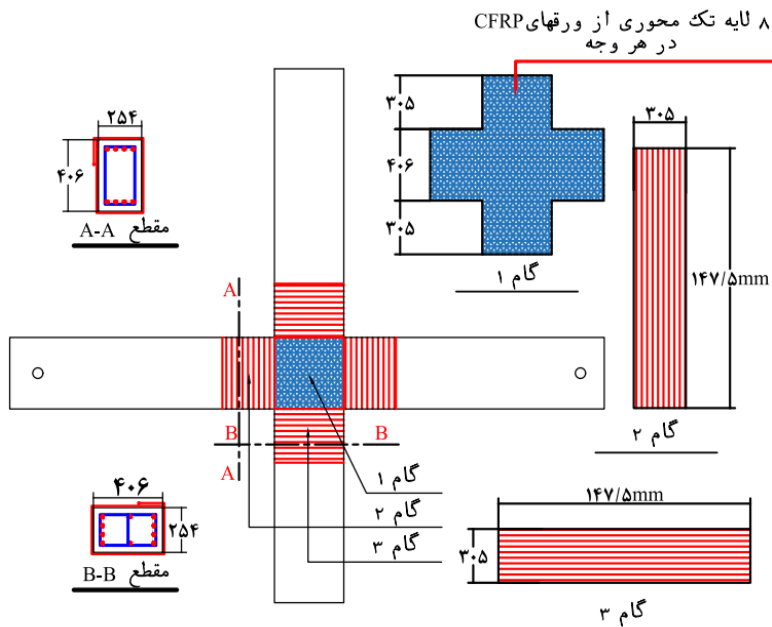 ۸ لایه تک محوری از ورقهای CFRP
در هر وجه
۳۰۵
۴۰۶
۳۰۵
گام ۱
۳۰۵
۱۴۷/۵mm
گام ۲
۲۵۴
۴۰۶
A-A مقطع
A
B
B
A
گام ۱
گام ۲
گام ۳
۴۰۶
۲۵۴
B-B مقطع
۱۴۷/۵mm
۳۰۵
گام ۳